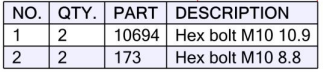 NO. QTY. PART DESCRIPTION
1 2 10694 Hex bolt M10 10.9
2 2 173 Hex bolt M10 8.8